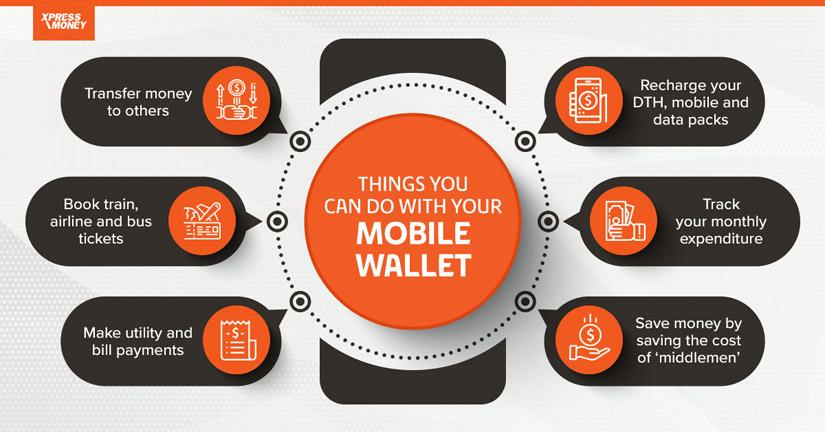 XPRESS
MONEY
Transfer money
to others
Book train,
airline and bus
tickets
Make utility and
bill payments
THINGS YOU
CAN DO WITH YOUR
MOBILE
WALLET
Recharge your
DTH, mobile and
data packs
Track
your monthly
expenditure
Save money by
saving the cost
of ‘middlemen’